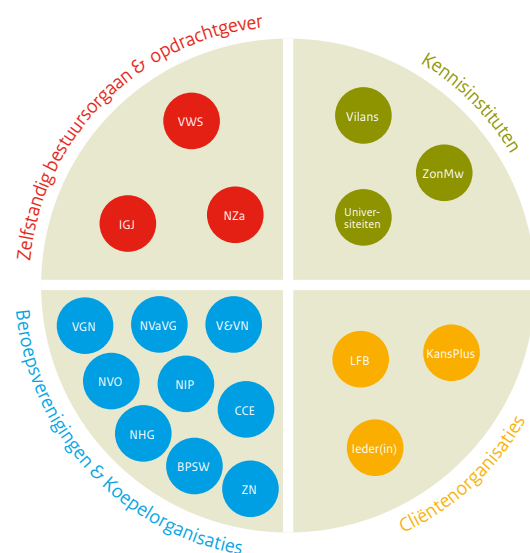 Zelfstandig bestuursorgaan & opdrachtgever
VWS
IGJ
NZa
Kennisinstituten
Vilans
ZonMw
Univer-
siteiten
Beroepsverenigingen & Koepelorganisaties
VGN
NVaVG
V&VN
NVO
NIP
CCE
NHG
BPSW
ZN
Cliëntenorganisaties
LFB
KansPlus
Ieder(in)